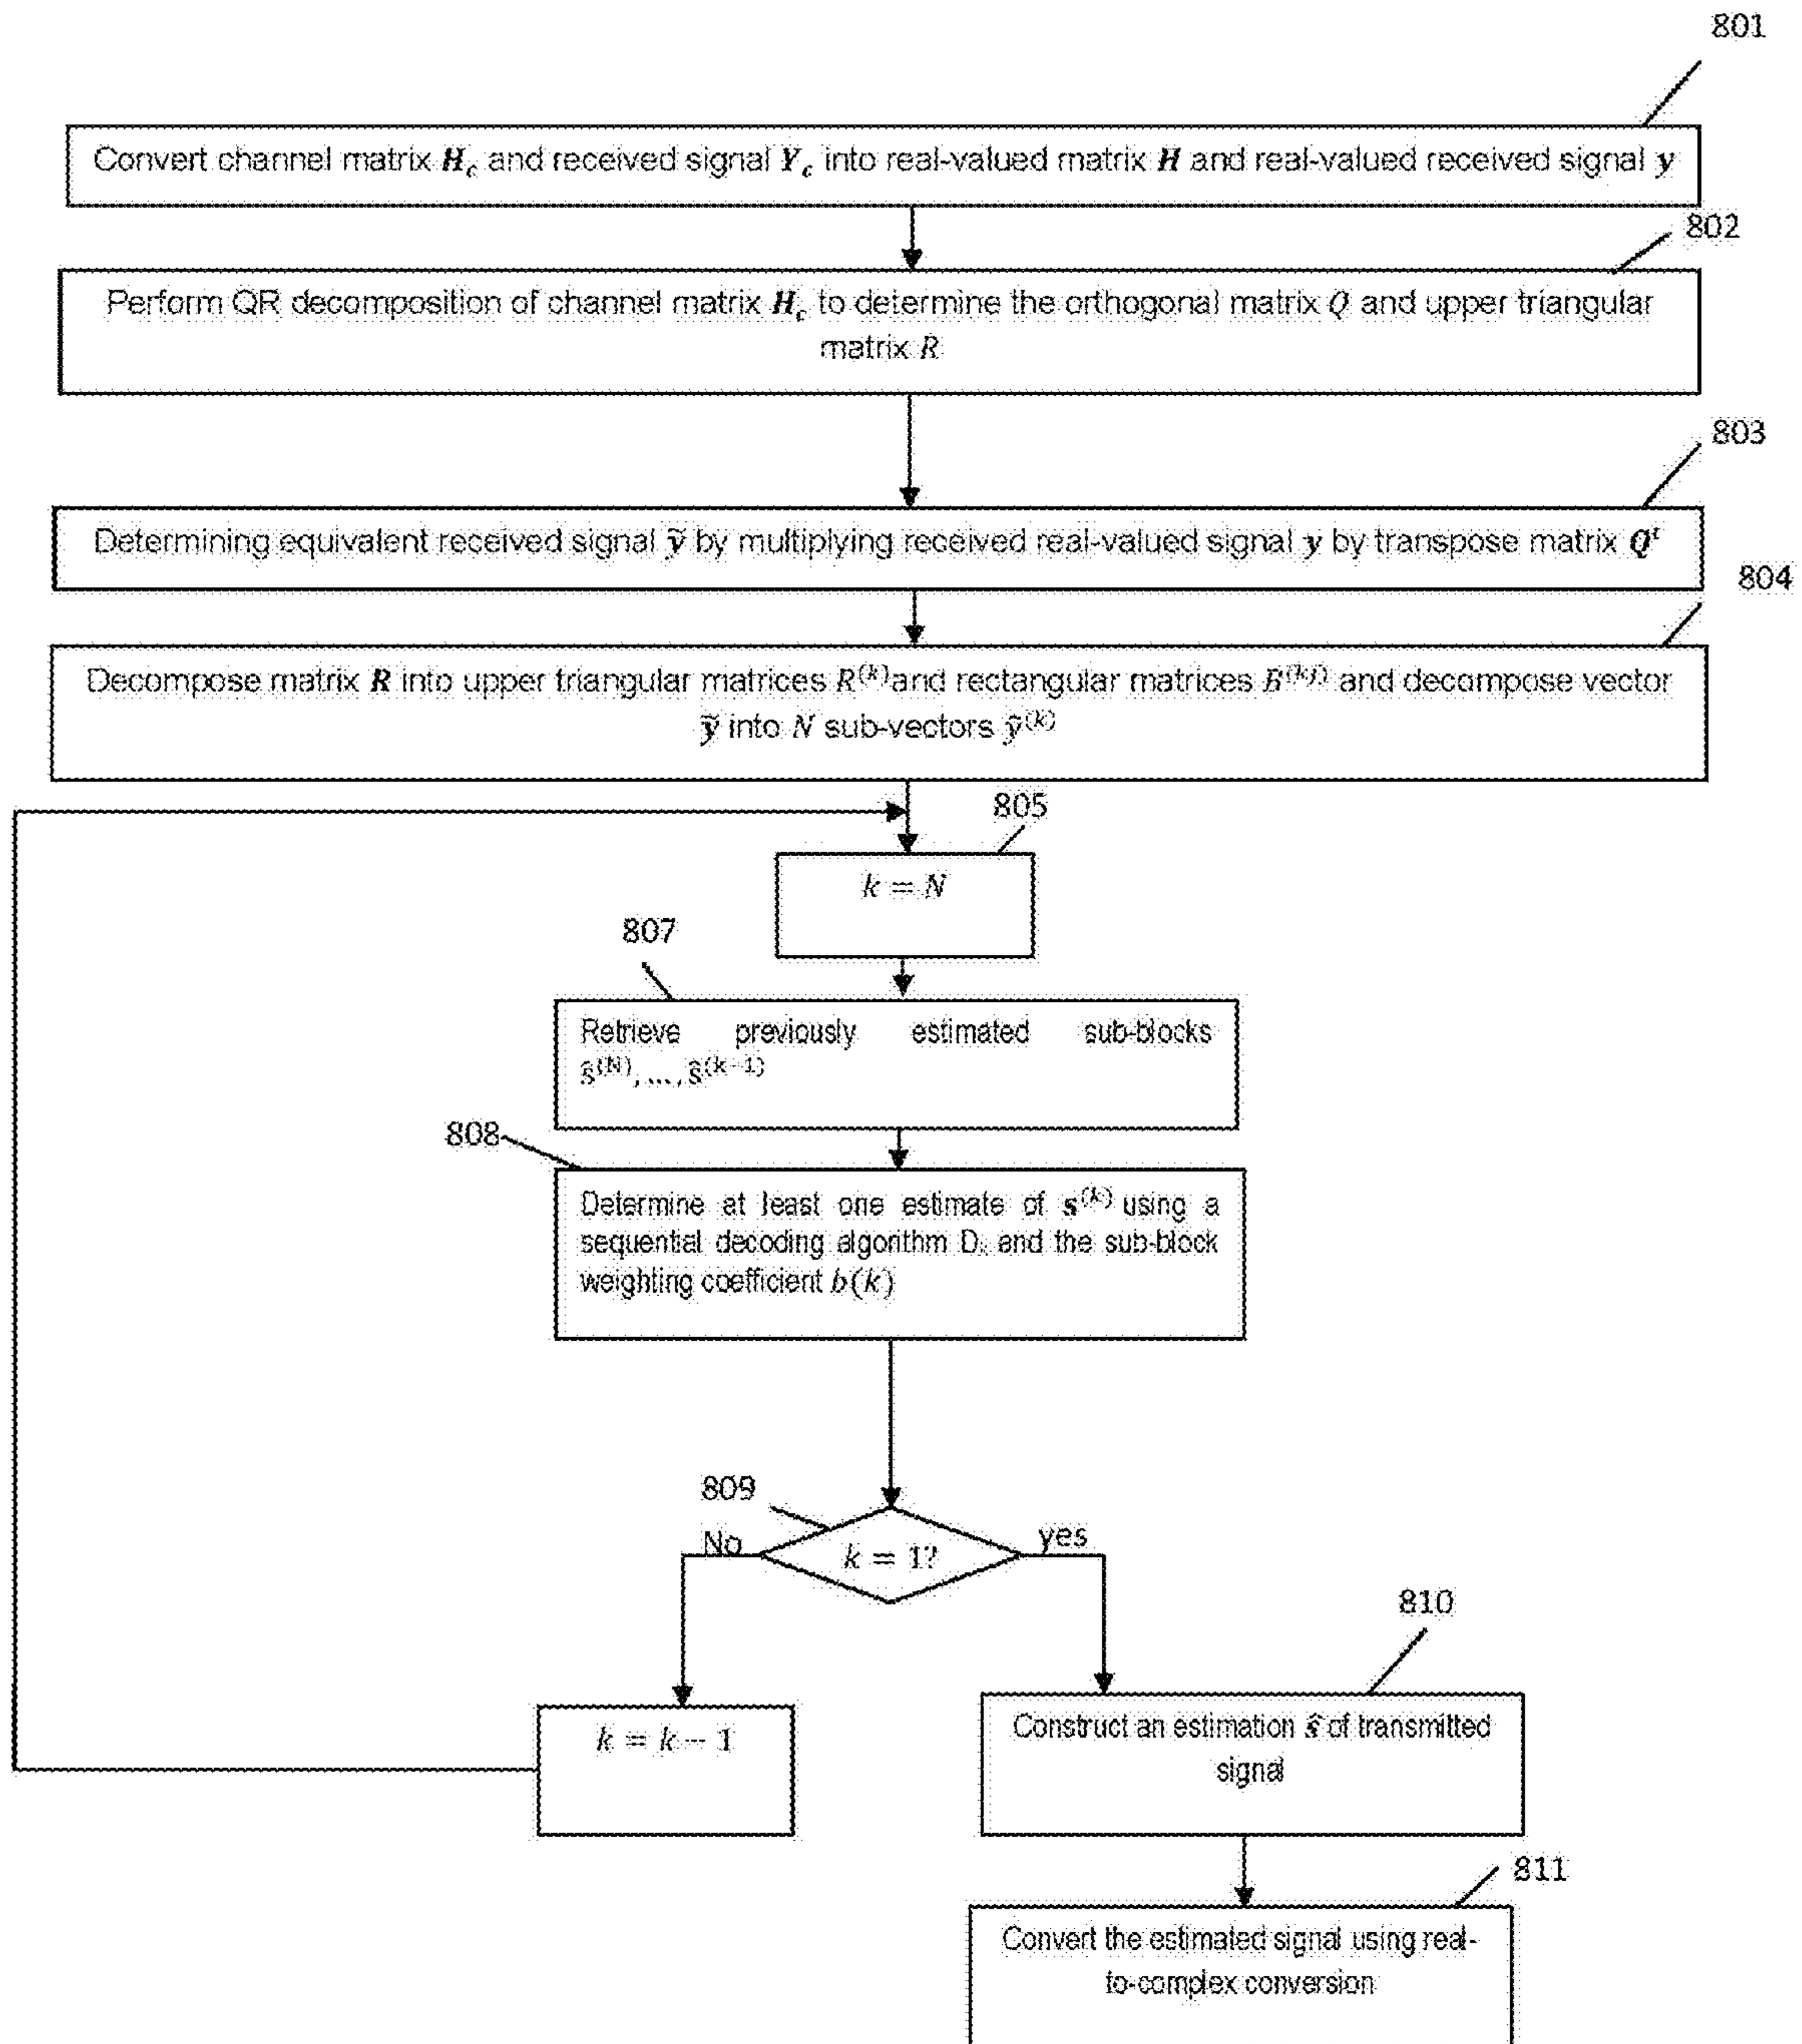 801
Convert channel matrix H_c and received signal Y_c into real-valued matrix H and real-valued received signal y
802
Perform QR decomposition of channel matrix H_c to determine the orthogonal matrix Q and upper triangular
matrix R
803
Determining equivalent received signal ỹ by multiplying received real-valued signal y by transpose matrix Q^t
804
Decompose matrix R into upper triangular matrices R^(k) and rectangular matrices B^(kj) and decompose vector
ỹ into N sub-vectors ỹ^(k)
805
k = N
807
Retrieve previously estimated sub-blocks
ŝ^(N), ..., ŝ^(k-1)
808
Determine at least one estimate of s^(k) using a
sequential decoding algorithm D_k and the sub-block
weighting coefficient b(k)
809
No
k = 1?
yes
810
k = k - 1
Construct an estimation ŝ of transmitted
signal
811
Convert the estimated signal using real-
to-complex conversion